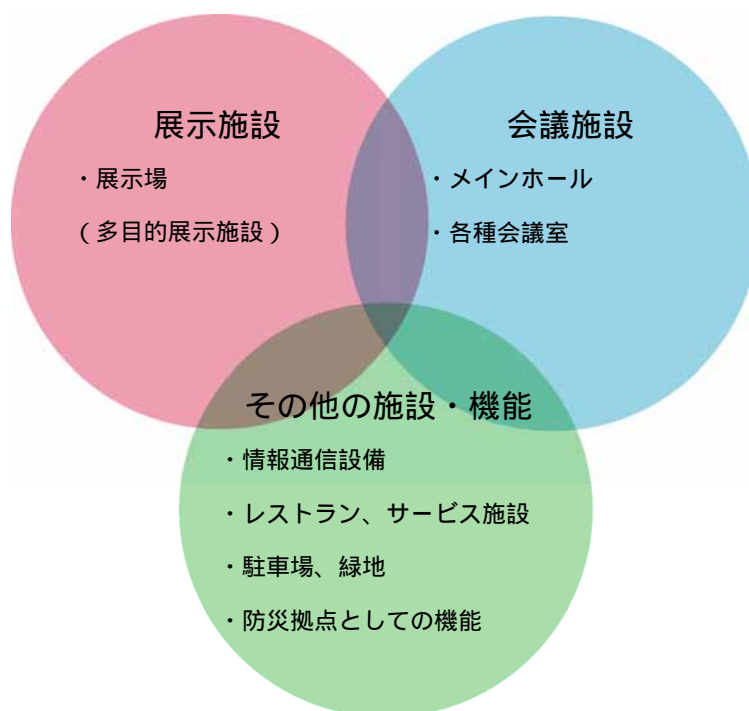 展示施設
・展示場
(多目的展示施設)
会議施設
・メインホール
・各種会議室
その他の施設・機能
・情報通信設備
・レストラン、サービス施設
・駐車場、緑地
・防災拠点としての機能